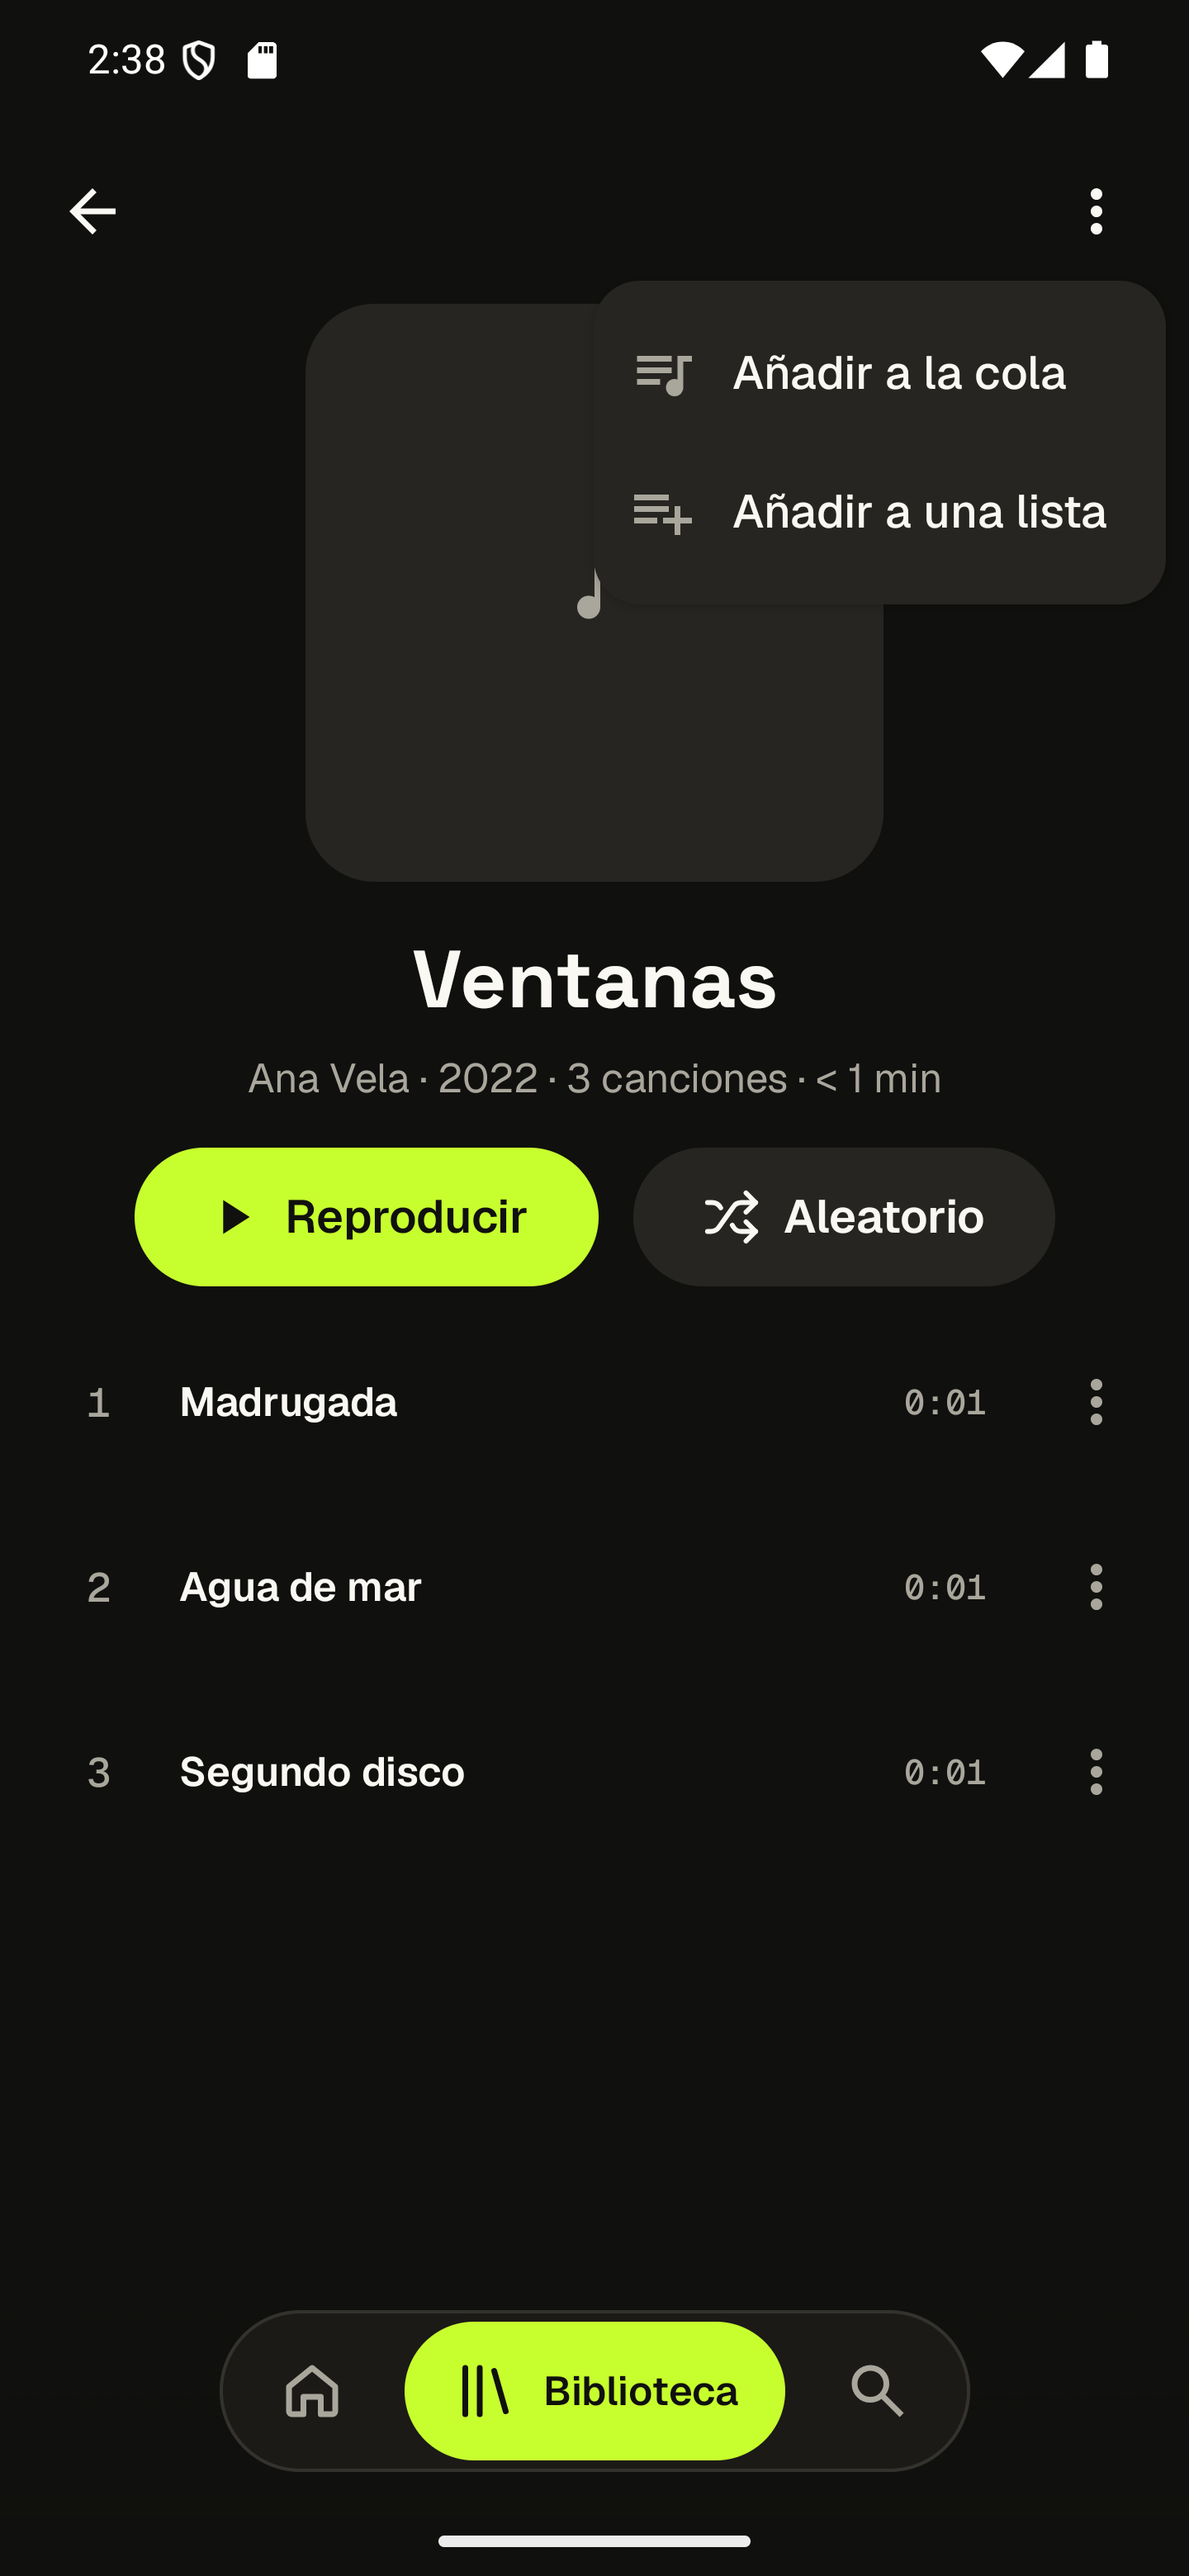 2:38
Añadir a la cola
Añadir a una lista
Ventanas
Ana Vela · 2022 · 3 canciones · < 1 min
Reproducir Aleatorio
1 Madrugada 0:01
2 Agua de mar 0:01
3 Segundo disco 0:01
Biblioteca